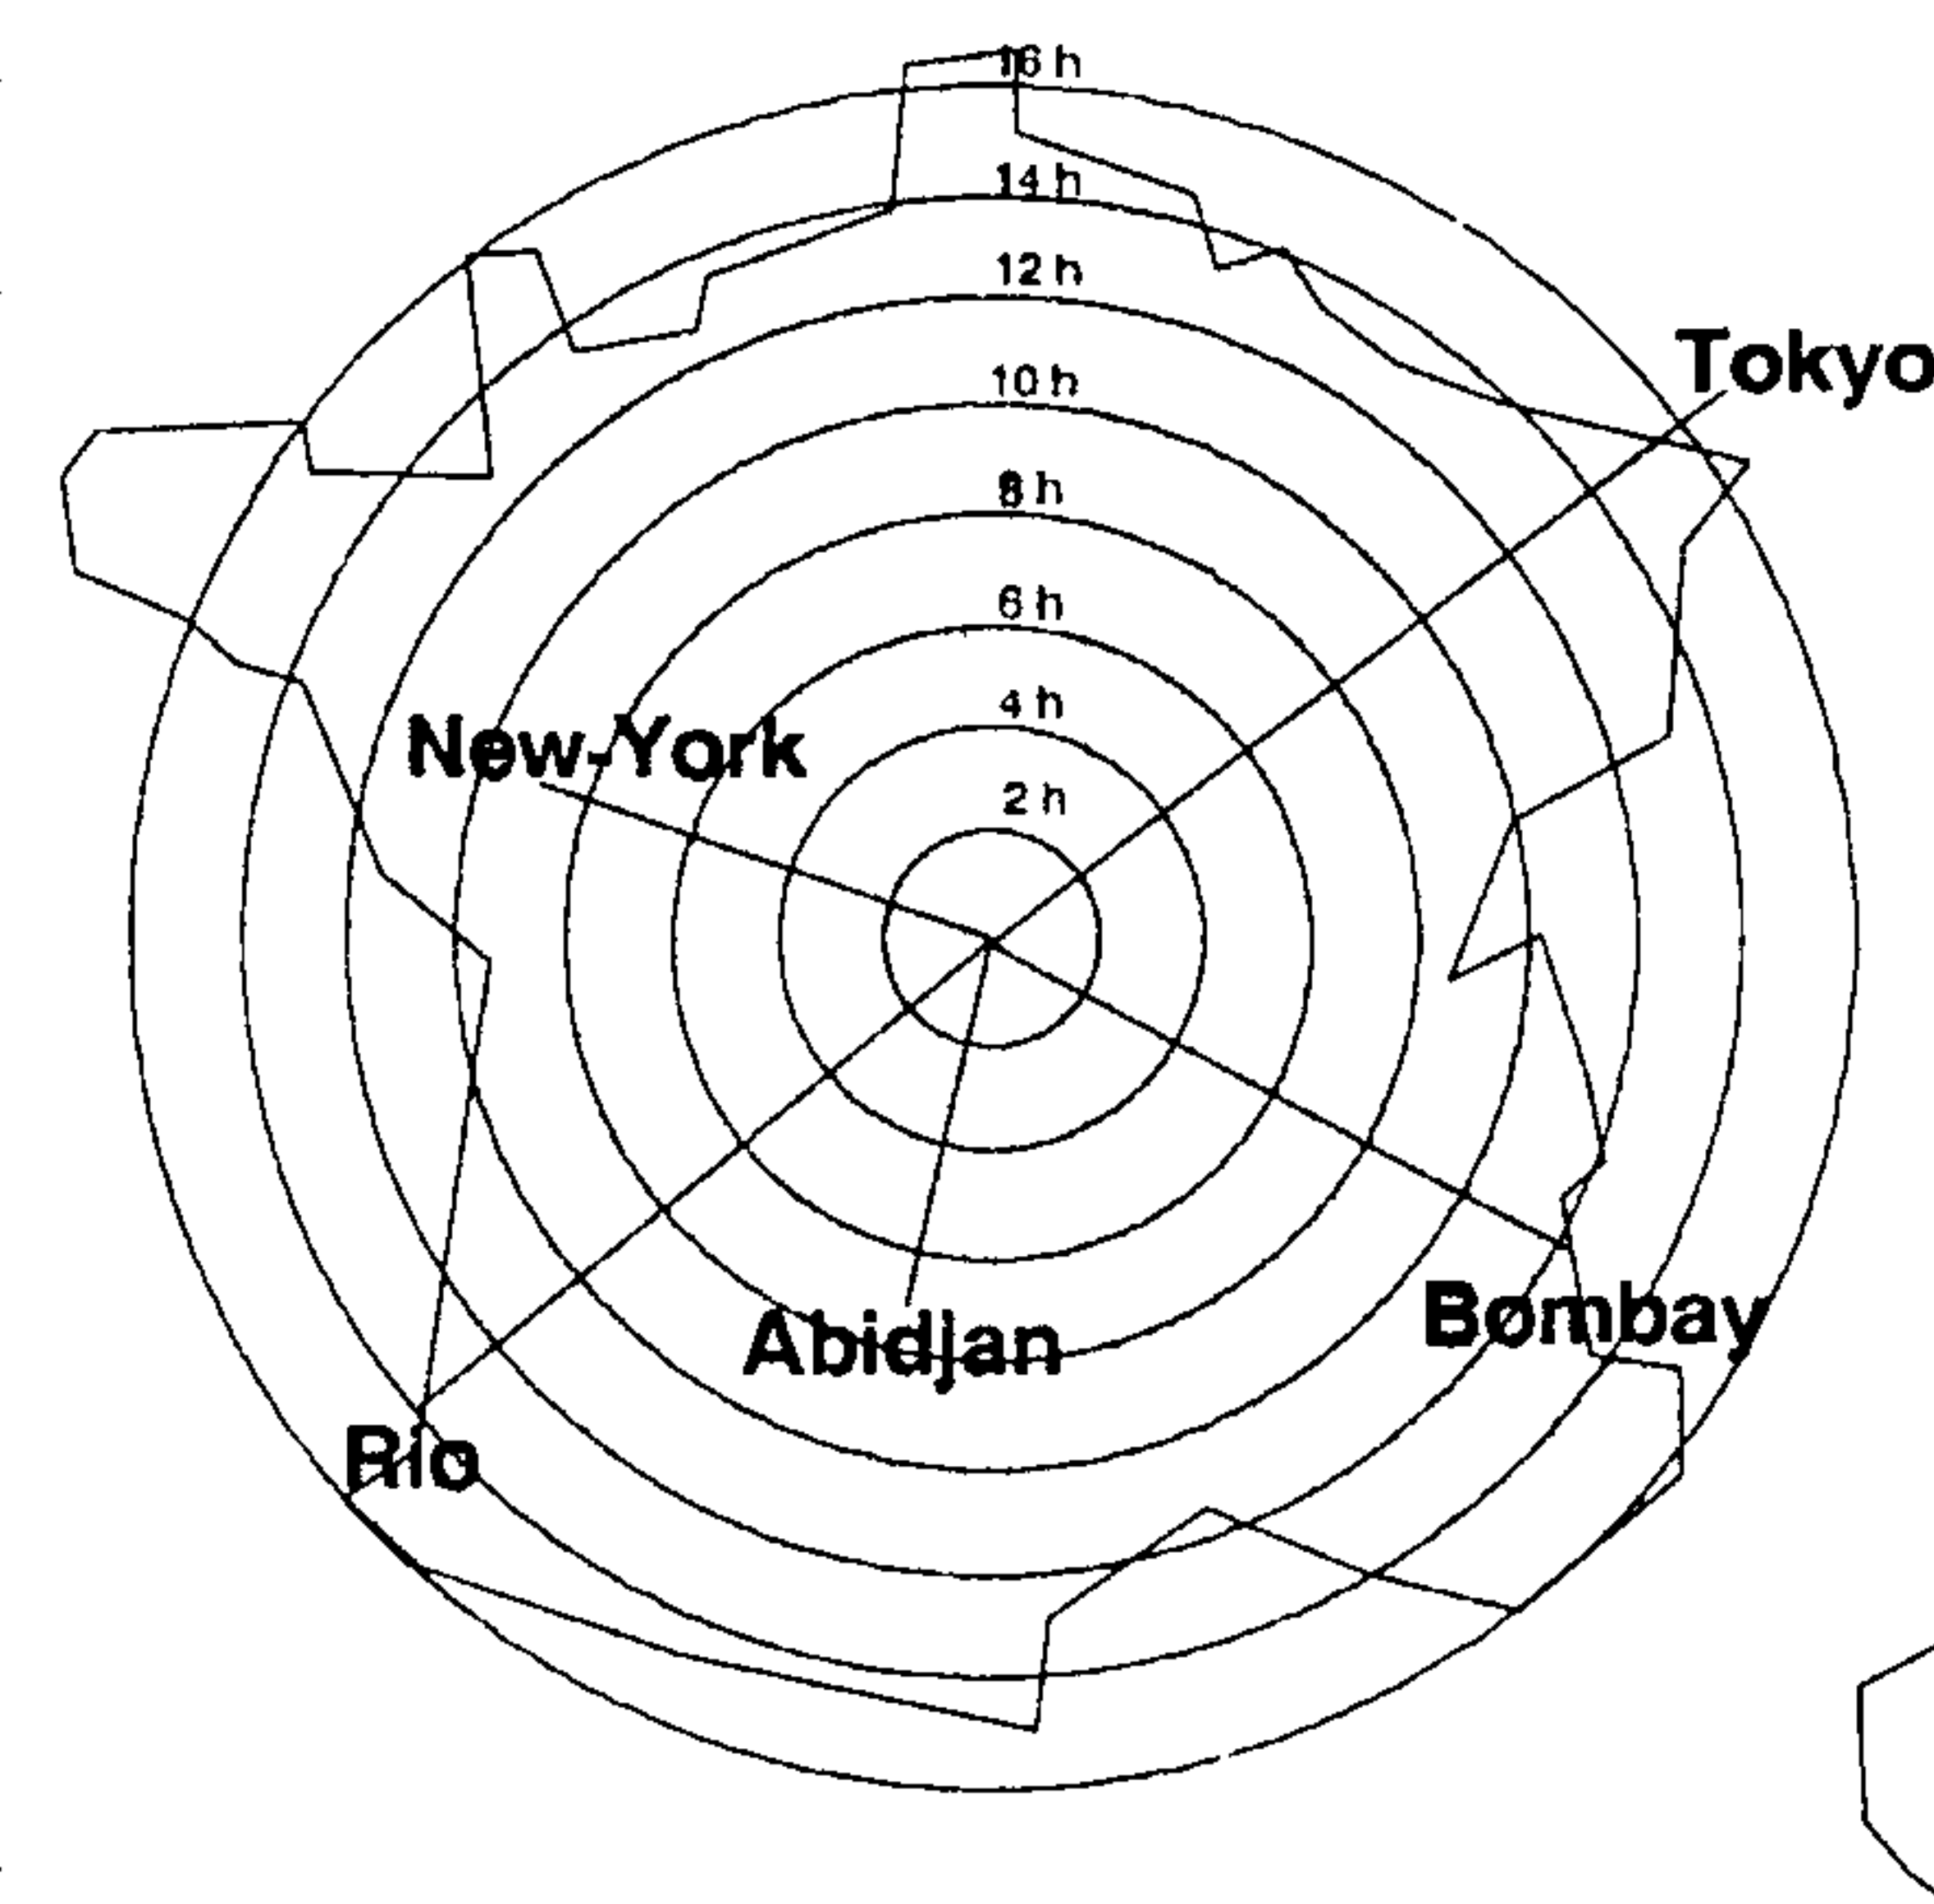 16 h
14 h
12 h
Tokyo
10 h
8 h
6 h
4 h
New-York
2 h
Bombay
Abidjan
Rio